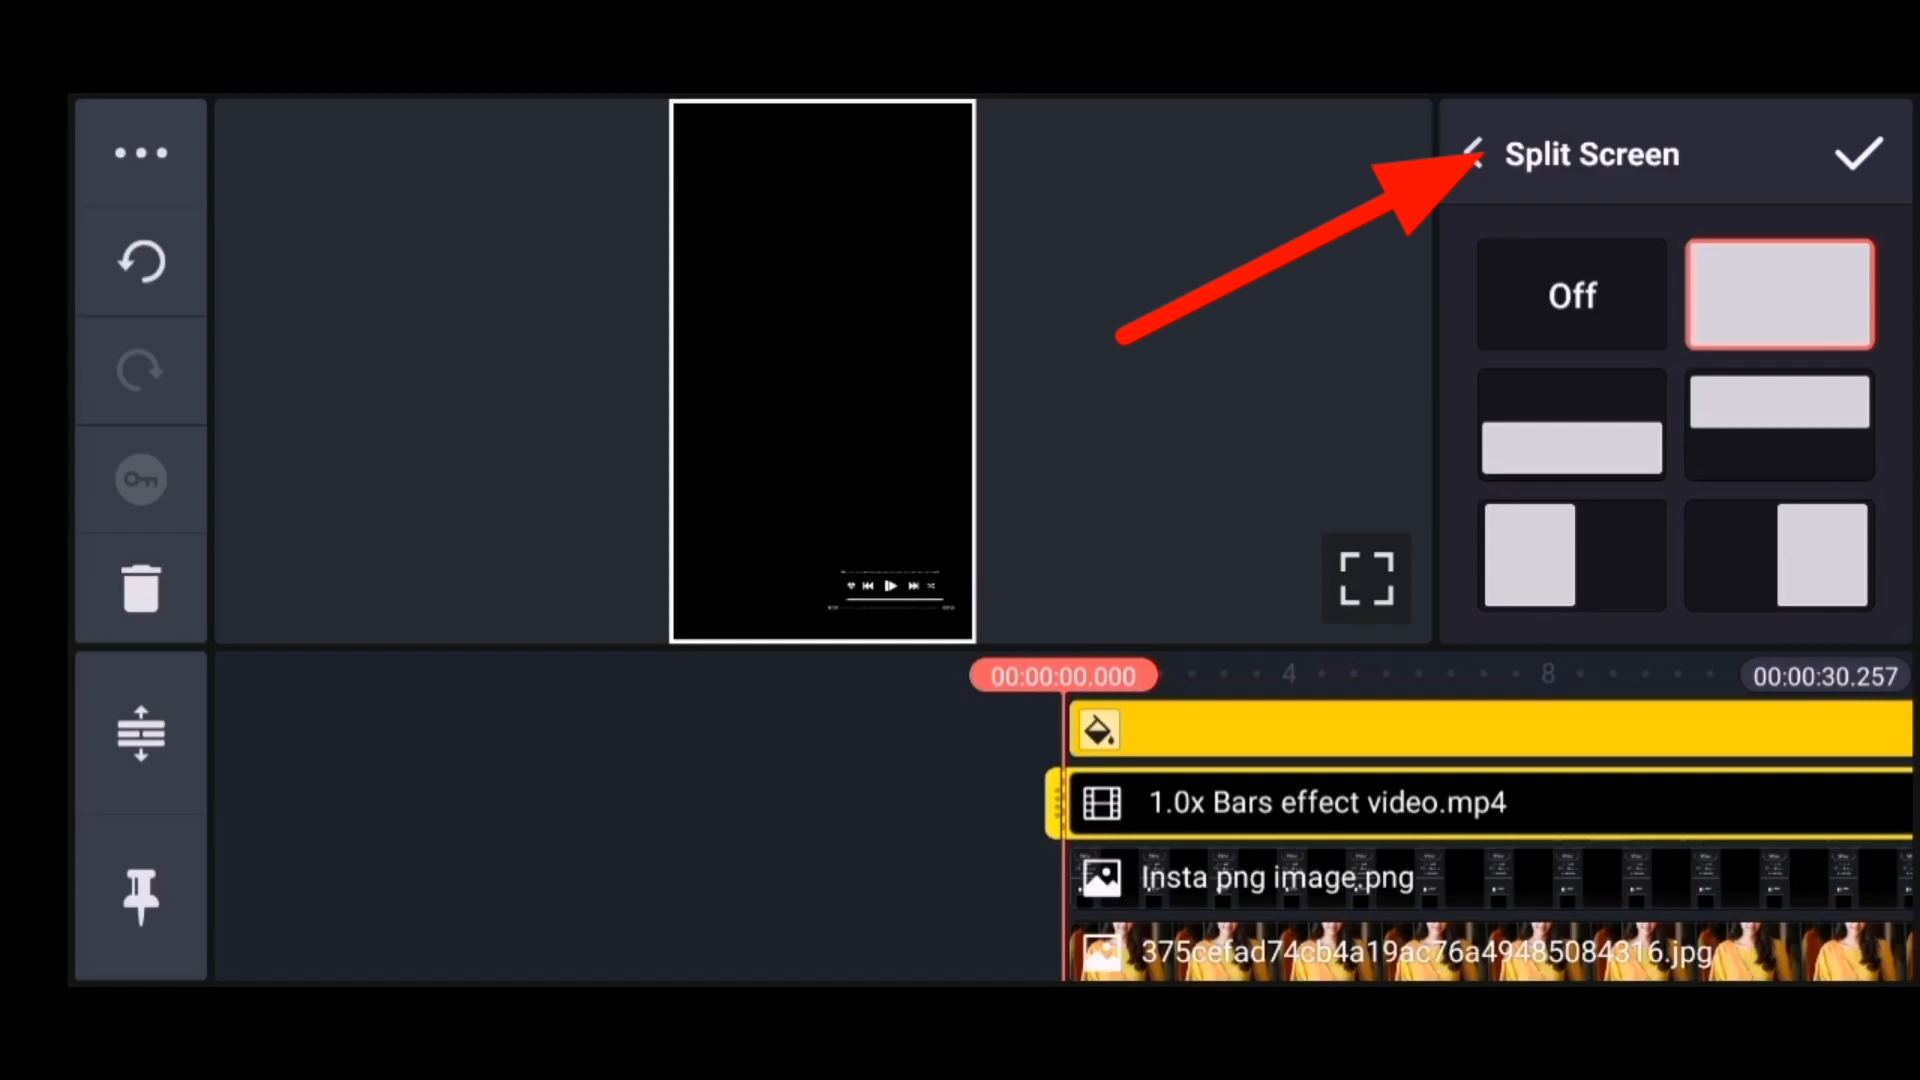 Split Screen
Off
00:00:00.000
4
8
00:00:30.257
1.0x Bars effect video.mp4
Insta png image.png
375cefad74cb4a19ac76a49485084316.jpg